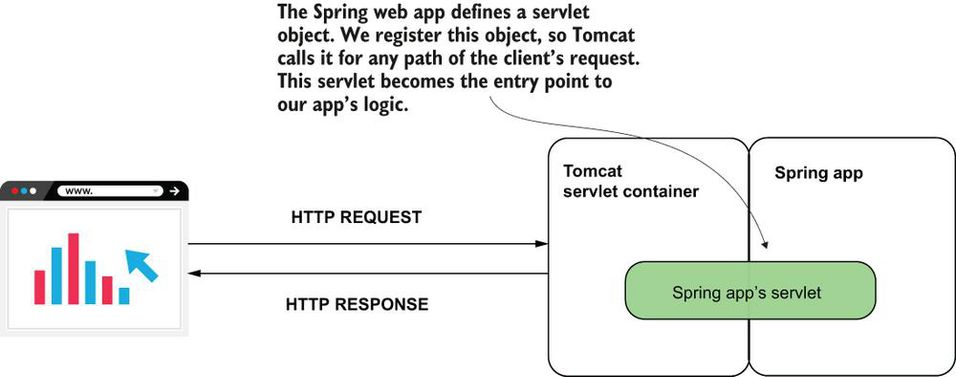 The Spring web app defines a servlet
object. We register this object, so Tomcat
calls it for any path of the client's request.
This servlet becomes the entry point to
our app's logic.
www.
Tomcat
servlet container
Spring app
HTTP REQUEST
Spring app's servlet
HTTP RESPONSE